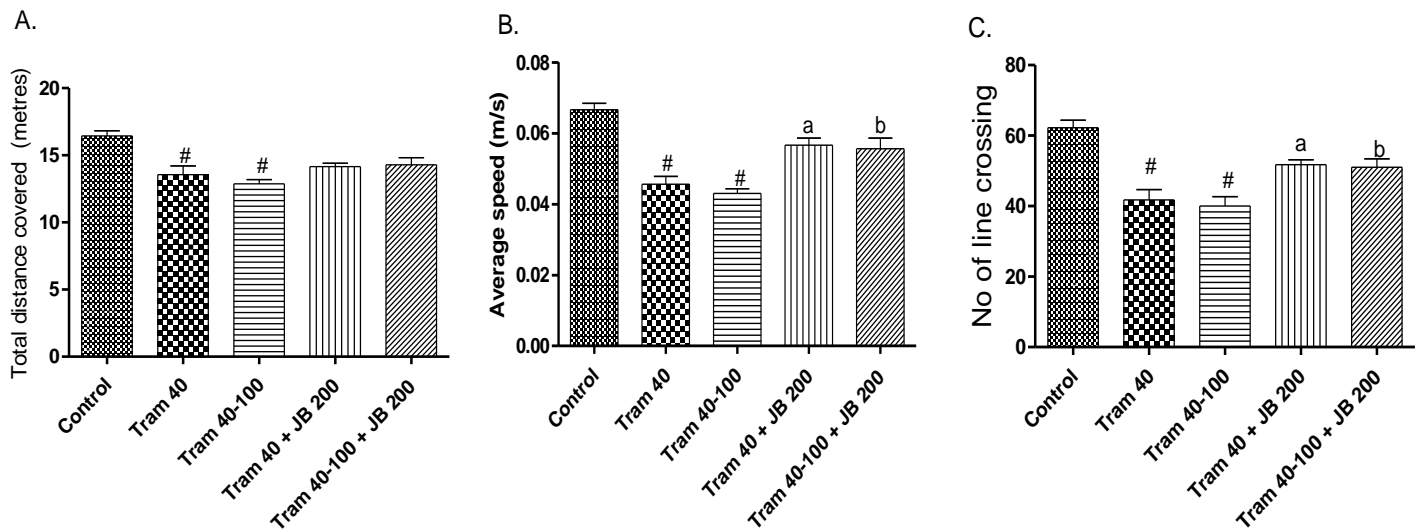 A.
Total distance covered (metres)
20
15
10
5
0
#
#
Control
Tram 40
Tram 40-100
Tram 40 + JB 200
Tram 40-100 + JB 200
B.
Average speed (m/s)
0.08
0.06
0.04
0.02
0.00
#
#
a
b
Control
Tram 40
Tram 40-100
Tram 40 + JB 200
Tram 40-100 + JB 200
C.
No of line crossing
80
60
40
20
0
#
#
a
b
Control
Tram 40
Tram 40-100
Tram 40 + JB 200
Tram 40-100 + JB 200